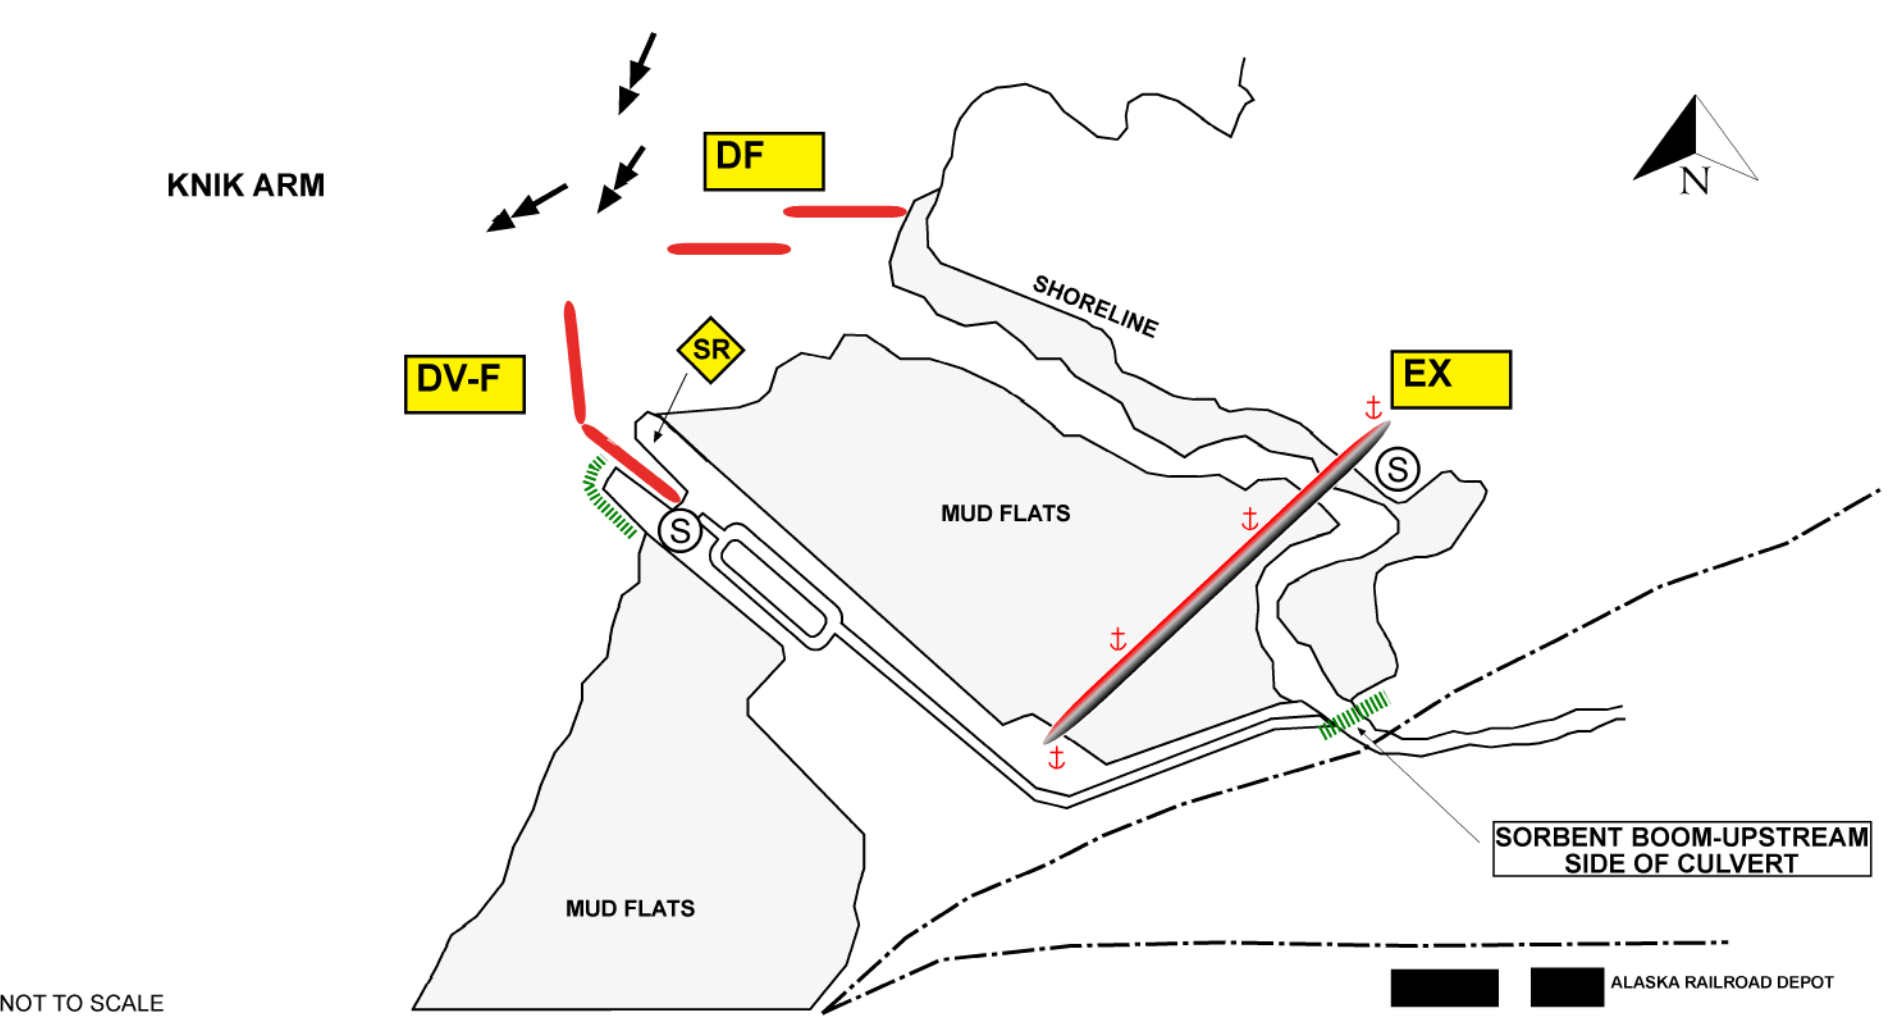 KNIK ARM
DF
N
SHORELINE
SR
DV-F
EX
S
MUD FLATS
S
SORBENT BOOM-UPSTREAM
SIDE OF CULVERT
MUD FLATS
ALASKA RAILROAD DEPOT
NOT TO SCALE